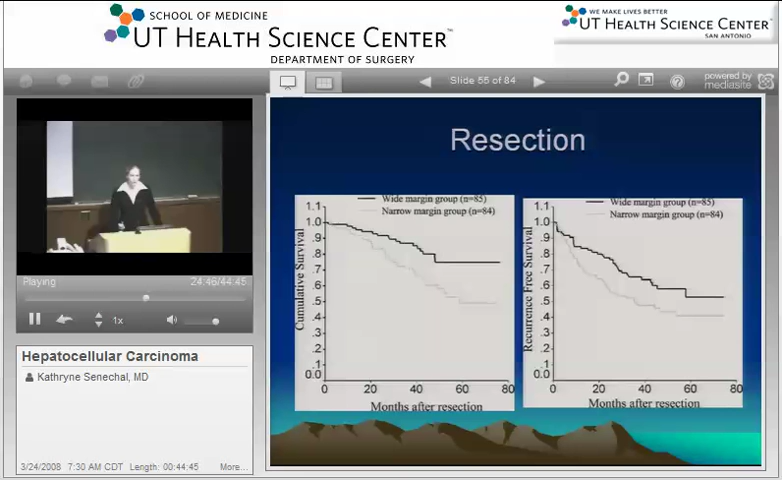 SCHOOL OF MEDICINE
UT HEALTH SCIENCE CENTER™
DEPARTMENT OF SURGERY
WE MAKE LIVES BETTER
UT HEALTH SCIENCE CENTER
SAN ANTONIO
Slide 55 of 84
powered by
mediasite
Playing
24:46/44:45
1x
Hepatocellular Carcinoma
Kathryne Senechal, MD
3/24/2008 7:30 AM CDT Length: 00:44:45 More...
Resection
Wide margin group (n=85)
Narrow margin group (n=84)
Cumulative Survival
1.1
1.0
.9
.8
.7
.6
.5
.4
.3
.2
.1
0.0
0 20 40 60 80
Months after resection
Wide margin group (n=85)
Narrow margin group (n=84)
Recurrence Free Survival
1.1
1.0
.9
.8
.7
.6
.5
.4
.3
.2
.1
0.0
0 20 40 60 80
Months after resection